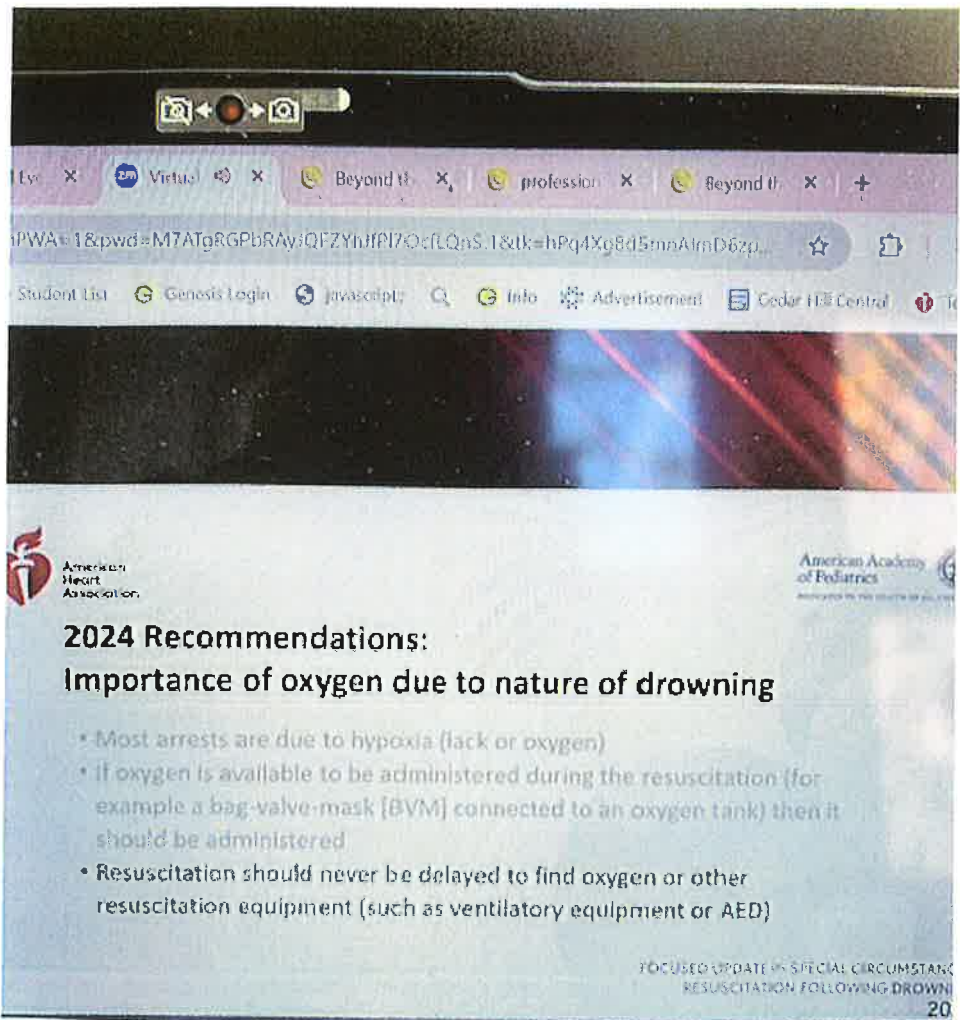 Virtual
Beyond th
profession
Beyond th
Student List Genesis Login javascript: Info Advertisement Cedar Hill Central
American
Heart
Association
American Academy
of Pediatrics
2024 Recommendations:
Importance of oxygen due to nature of drowning
• Most arrests are due to hypoxia (lack or oxygen)
• If oxygen is available to be administered during the resuscitation (for
example a bag-valve-mask [BVM] connected to an oxygen tank) then it
should be administered
• Resuscitation should never be delayed to find oxygen or other
resuscitation equipment (such as ventilatory equipment or AED)
FOCUSED UPDATE SPECIAL CIRCUMSTANC
RESUSCITATION FOLLOWING DROWNI
20